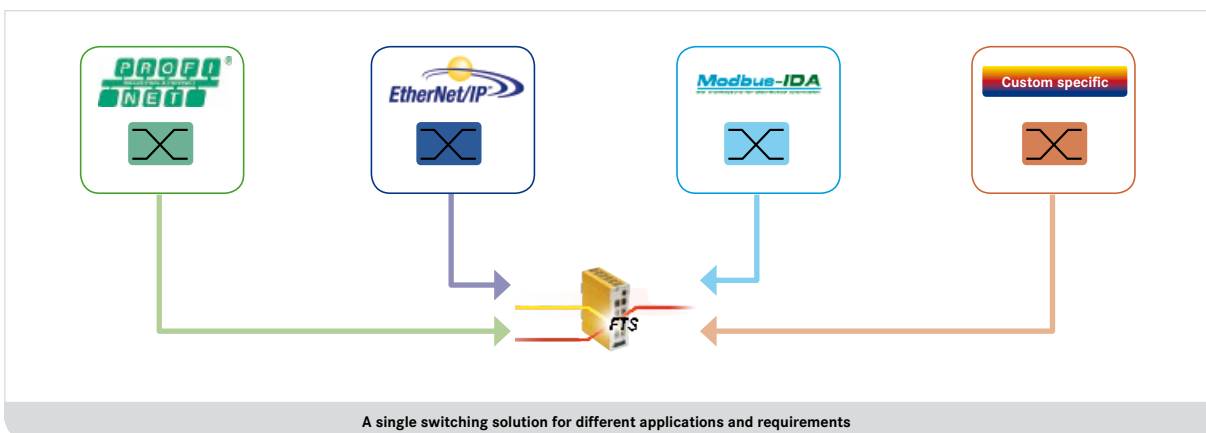 PROFI®
NET
EtherNet/IP
Modbus-IDA
Custom specific
FTS
A single switching solution for different applications and requirements